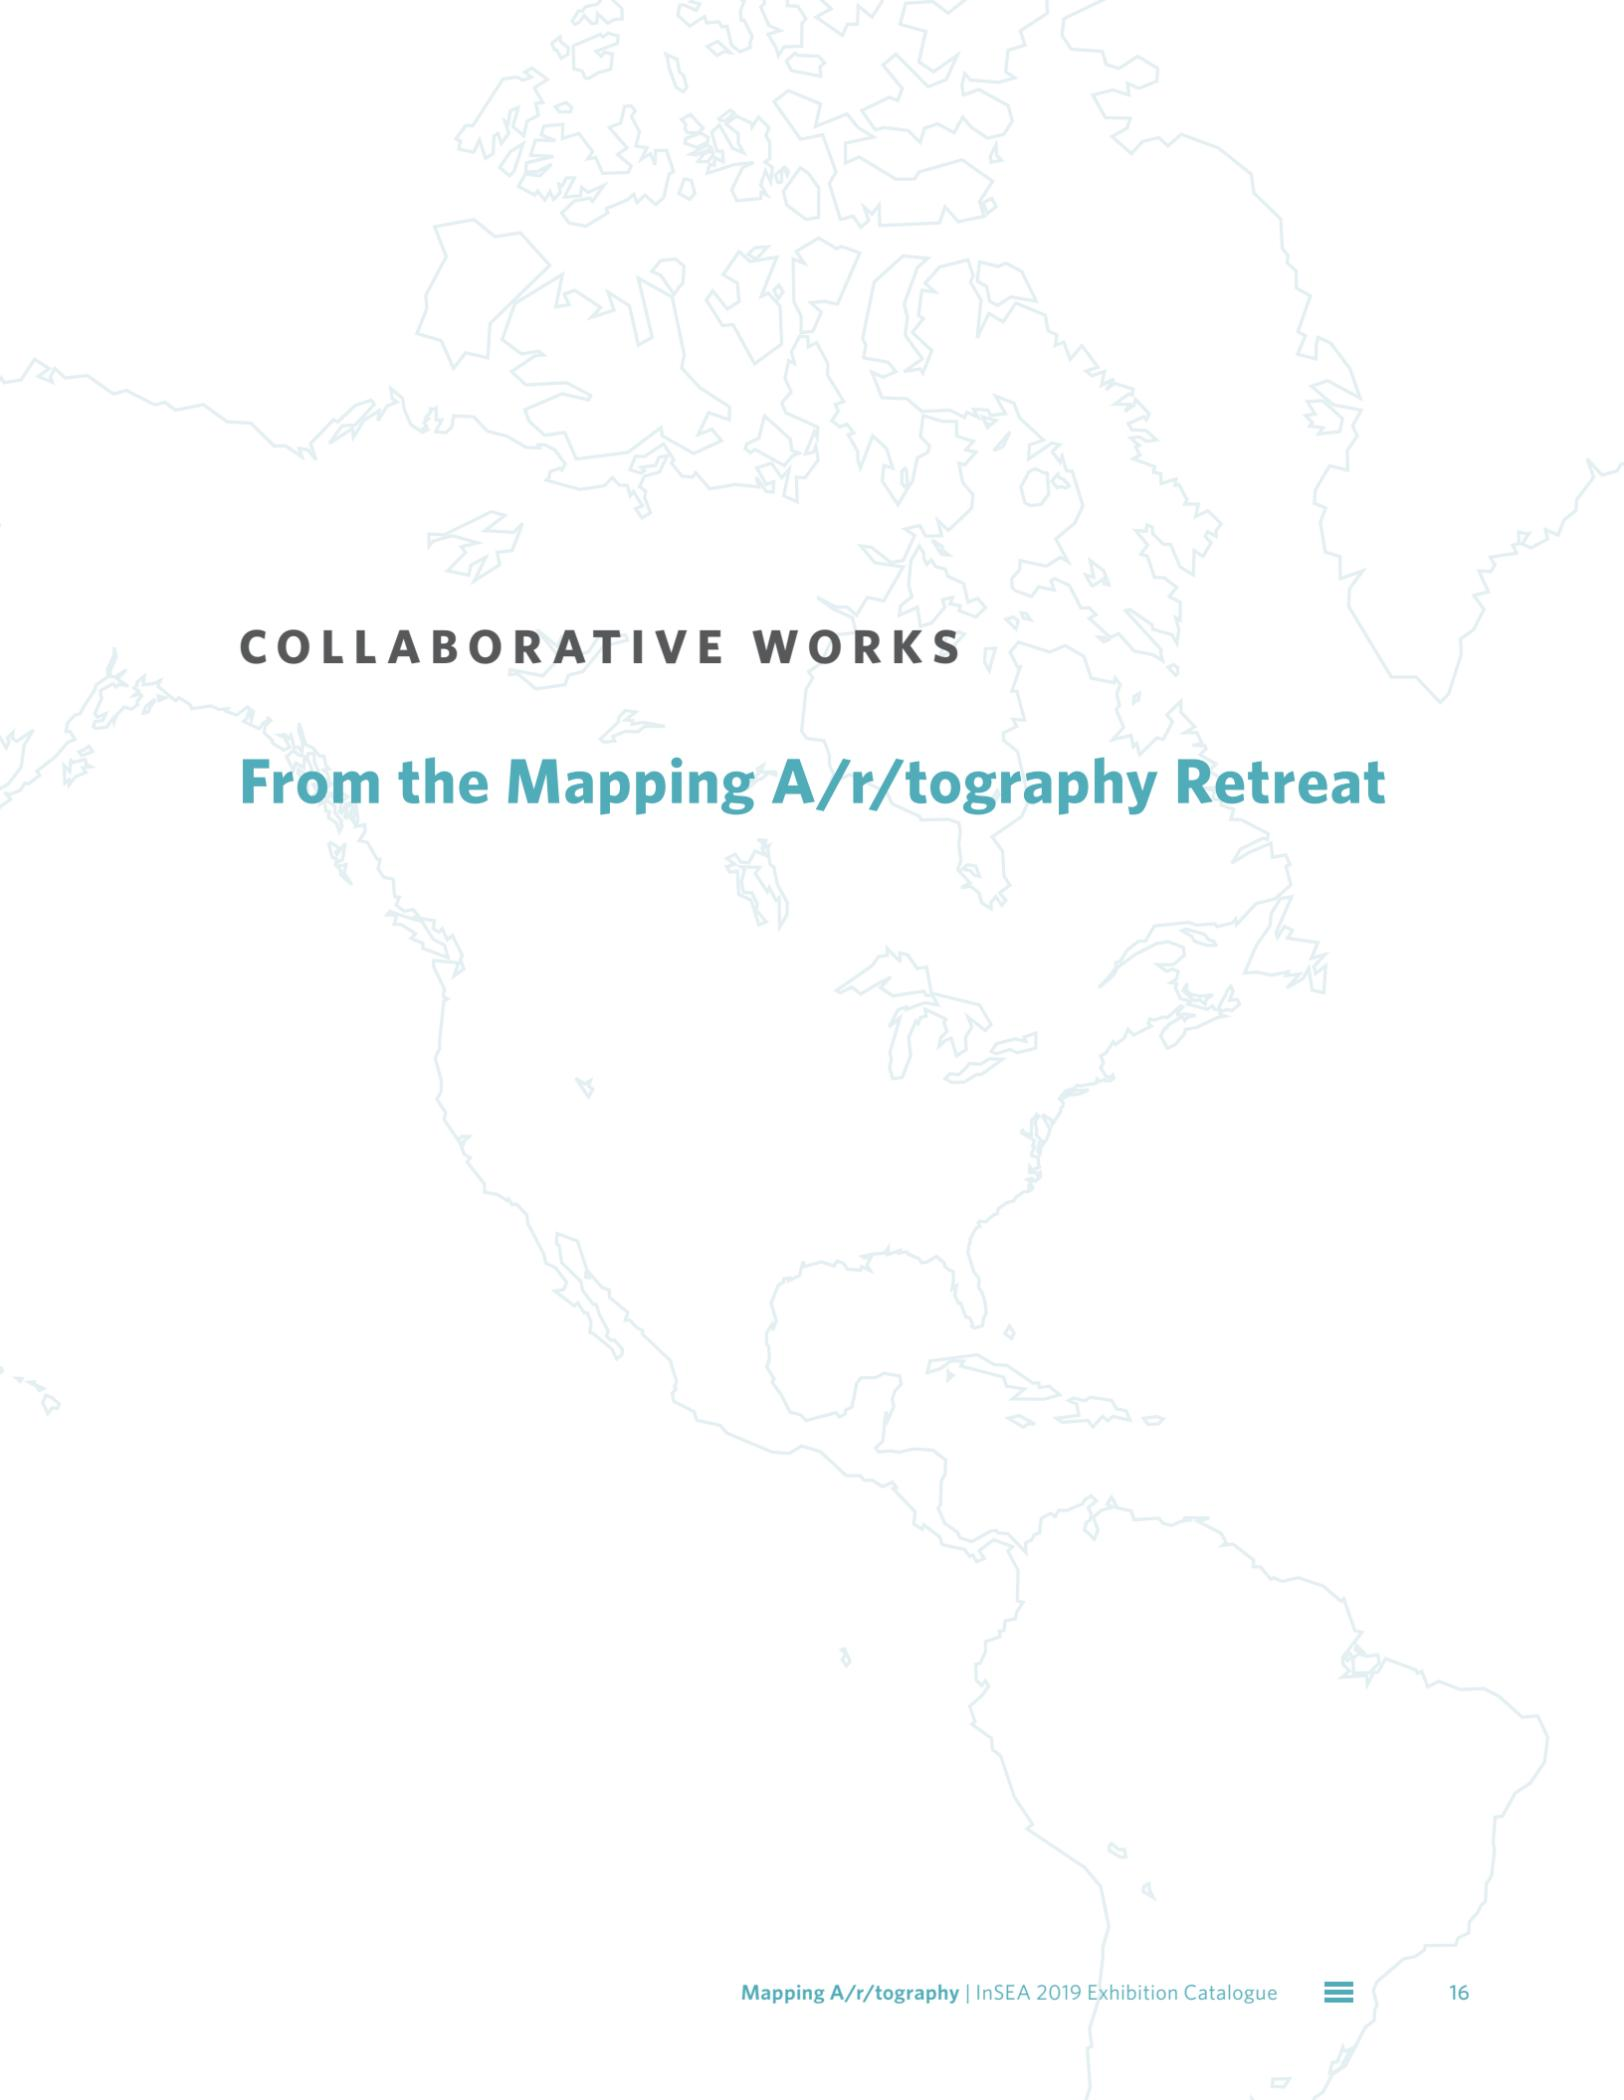 COLLABORATIVE WORKS
From the Mapping A/r/tography Retreat
Mapping A/r/tography | InSEA 2019 Exhibition Catalogue 16